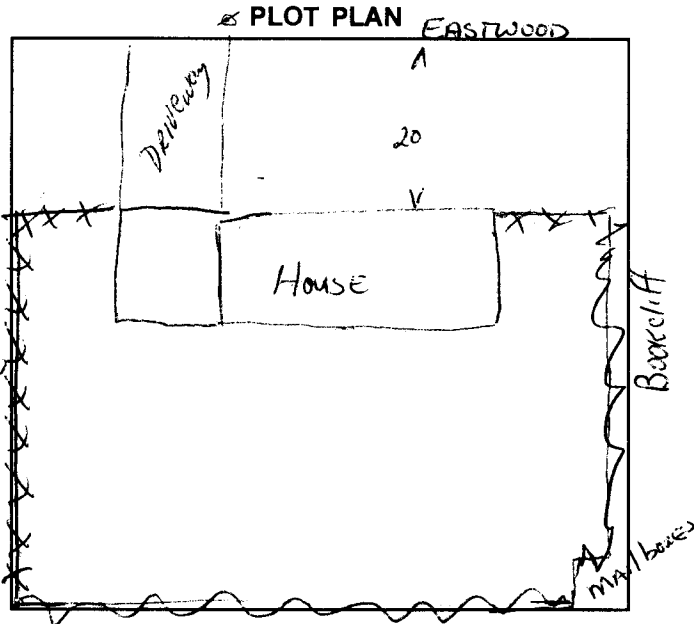 PLOT PLAN
EASTWOOD
DRIVEWAY
20
HOUSE
Bookcliff
Mailboxes